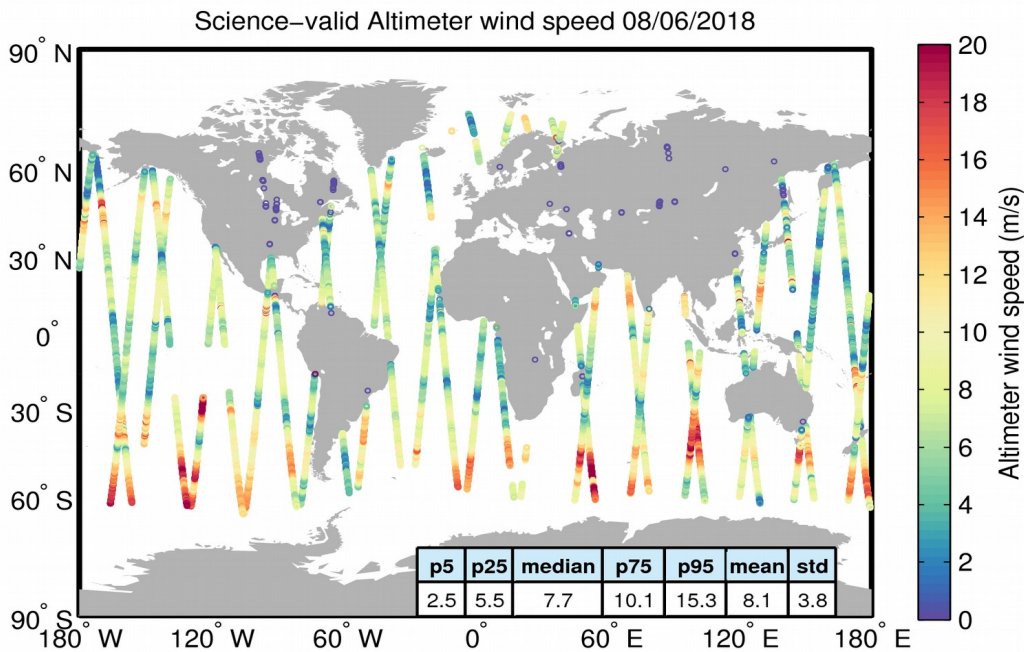 Science−valid Altimeter wind speed 08/06/2018
90° N
60° N
30° N
0°
30° S
60° S
90° S
180° W
120° W
60° W
0°
60° E
120° E
180° E
p5 p25 median p75 p95 mean std
2.5 5.5 7.7 10.1 15.3 8.1 3.8
20
18
16
14
12
10
8
6
4
2
0
Altimeter wind speed (m/s)